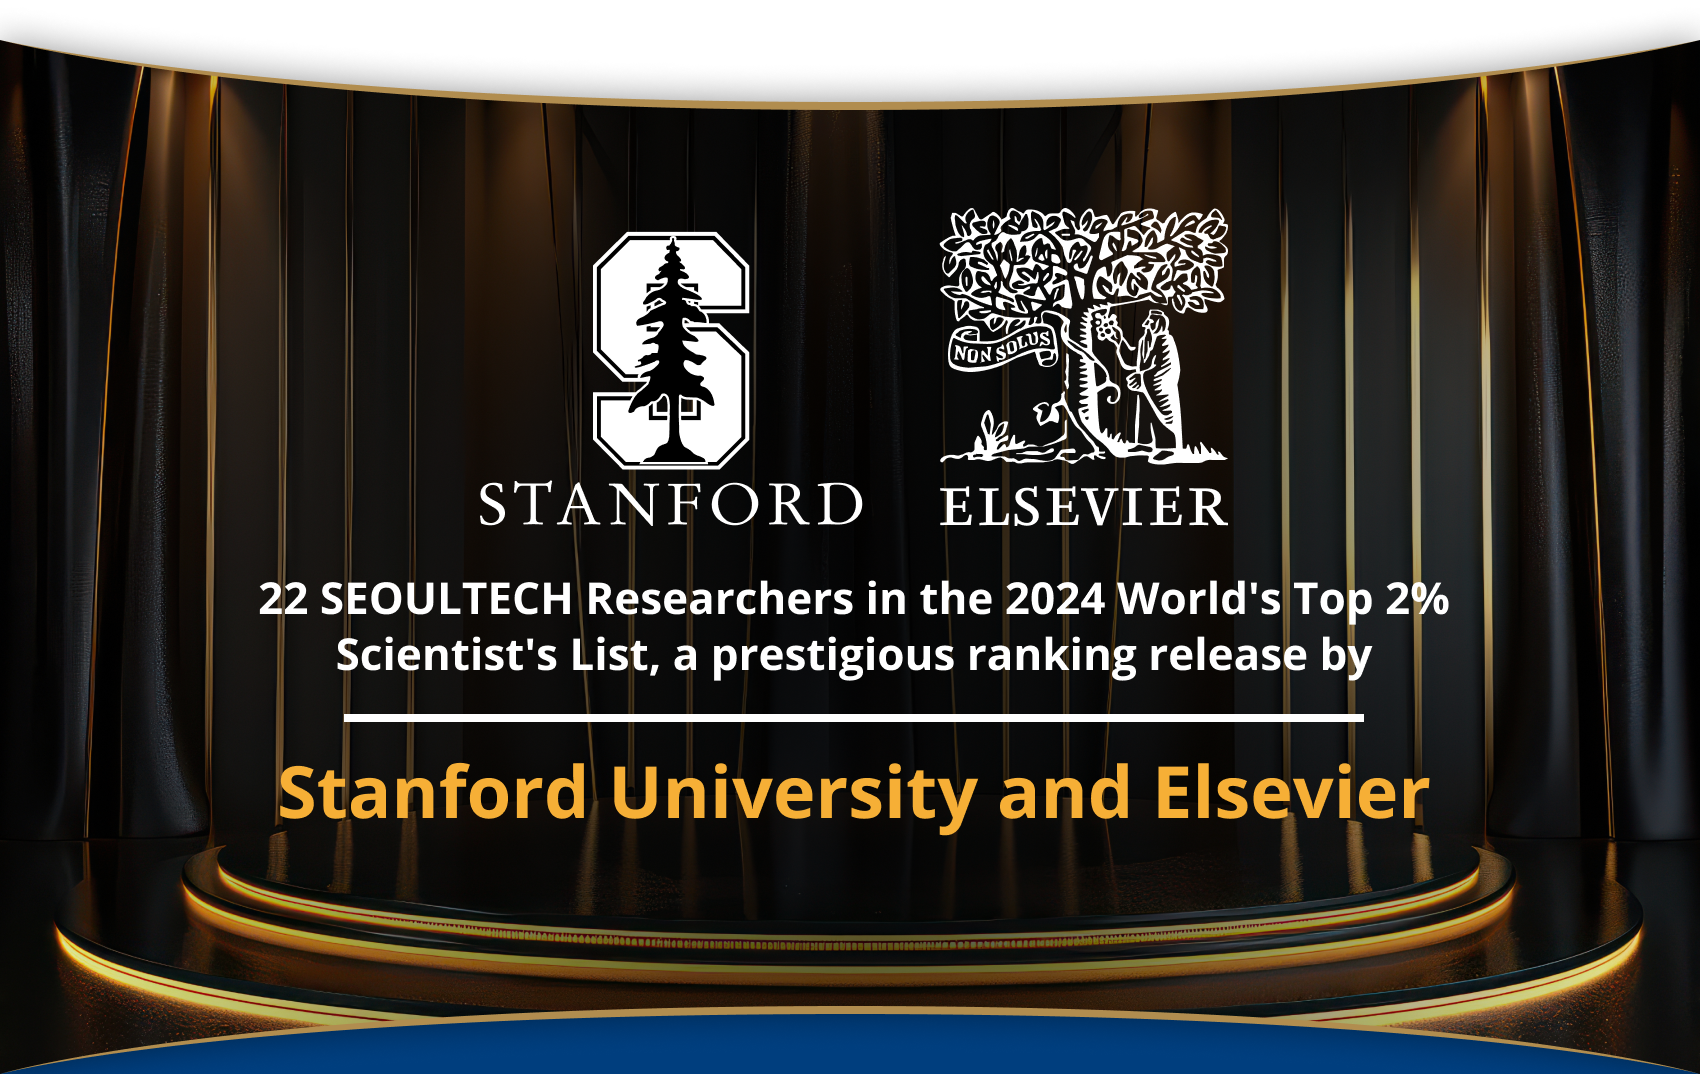 NON SOLUS
STANFORD
ELSEVIER
22 SEOULTECH Researchers in the 2024 World's Top 2%
Scientist's List, a prestigious ranking release by
Stanford University and Elsevier